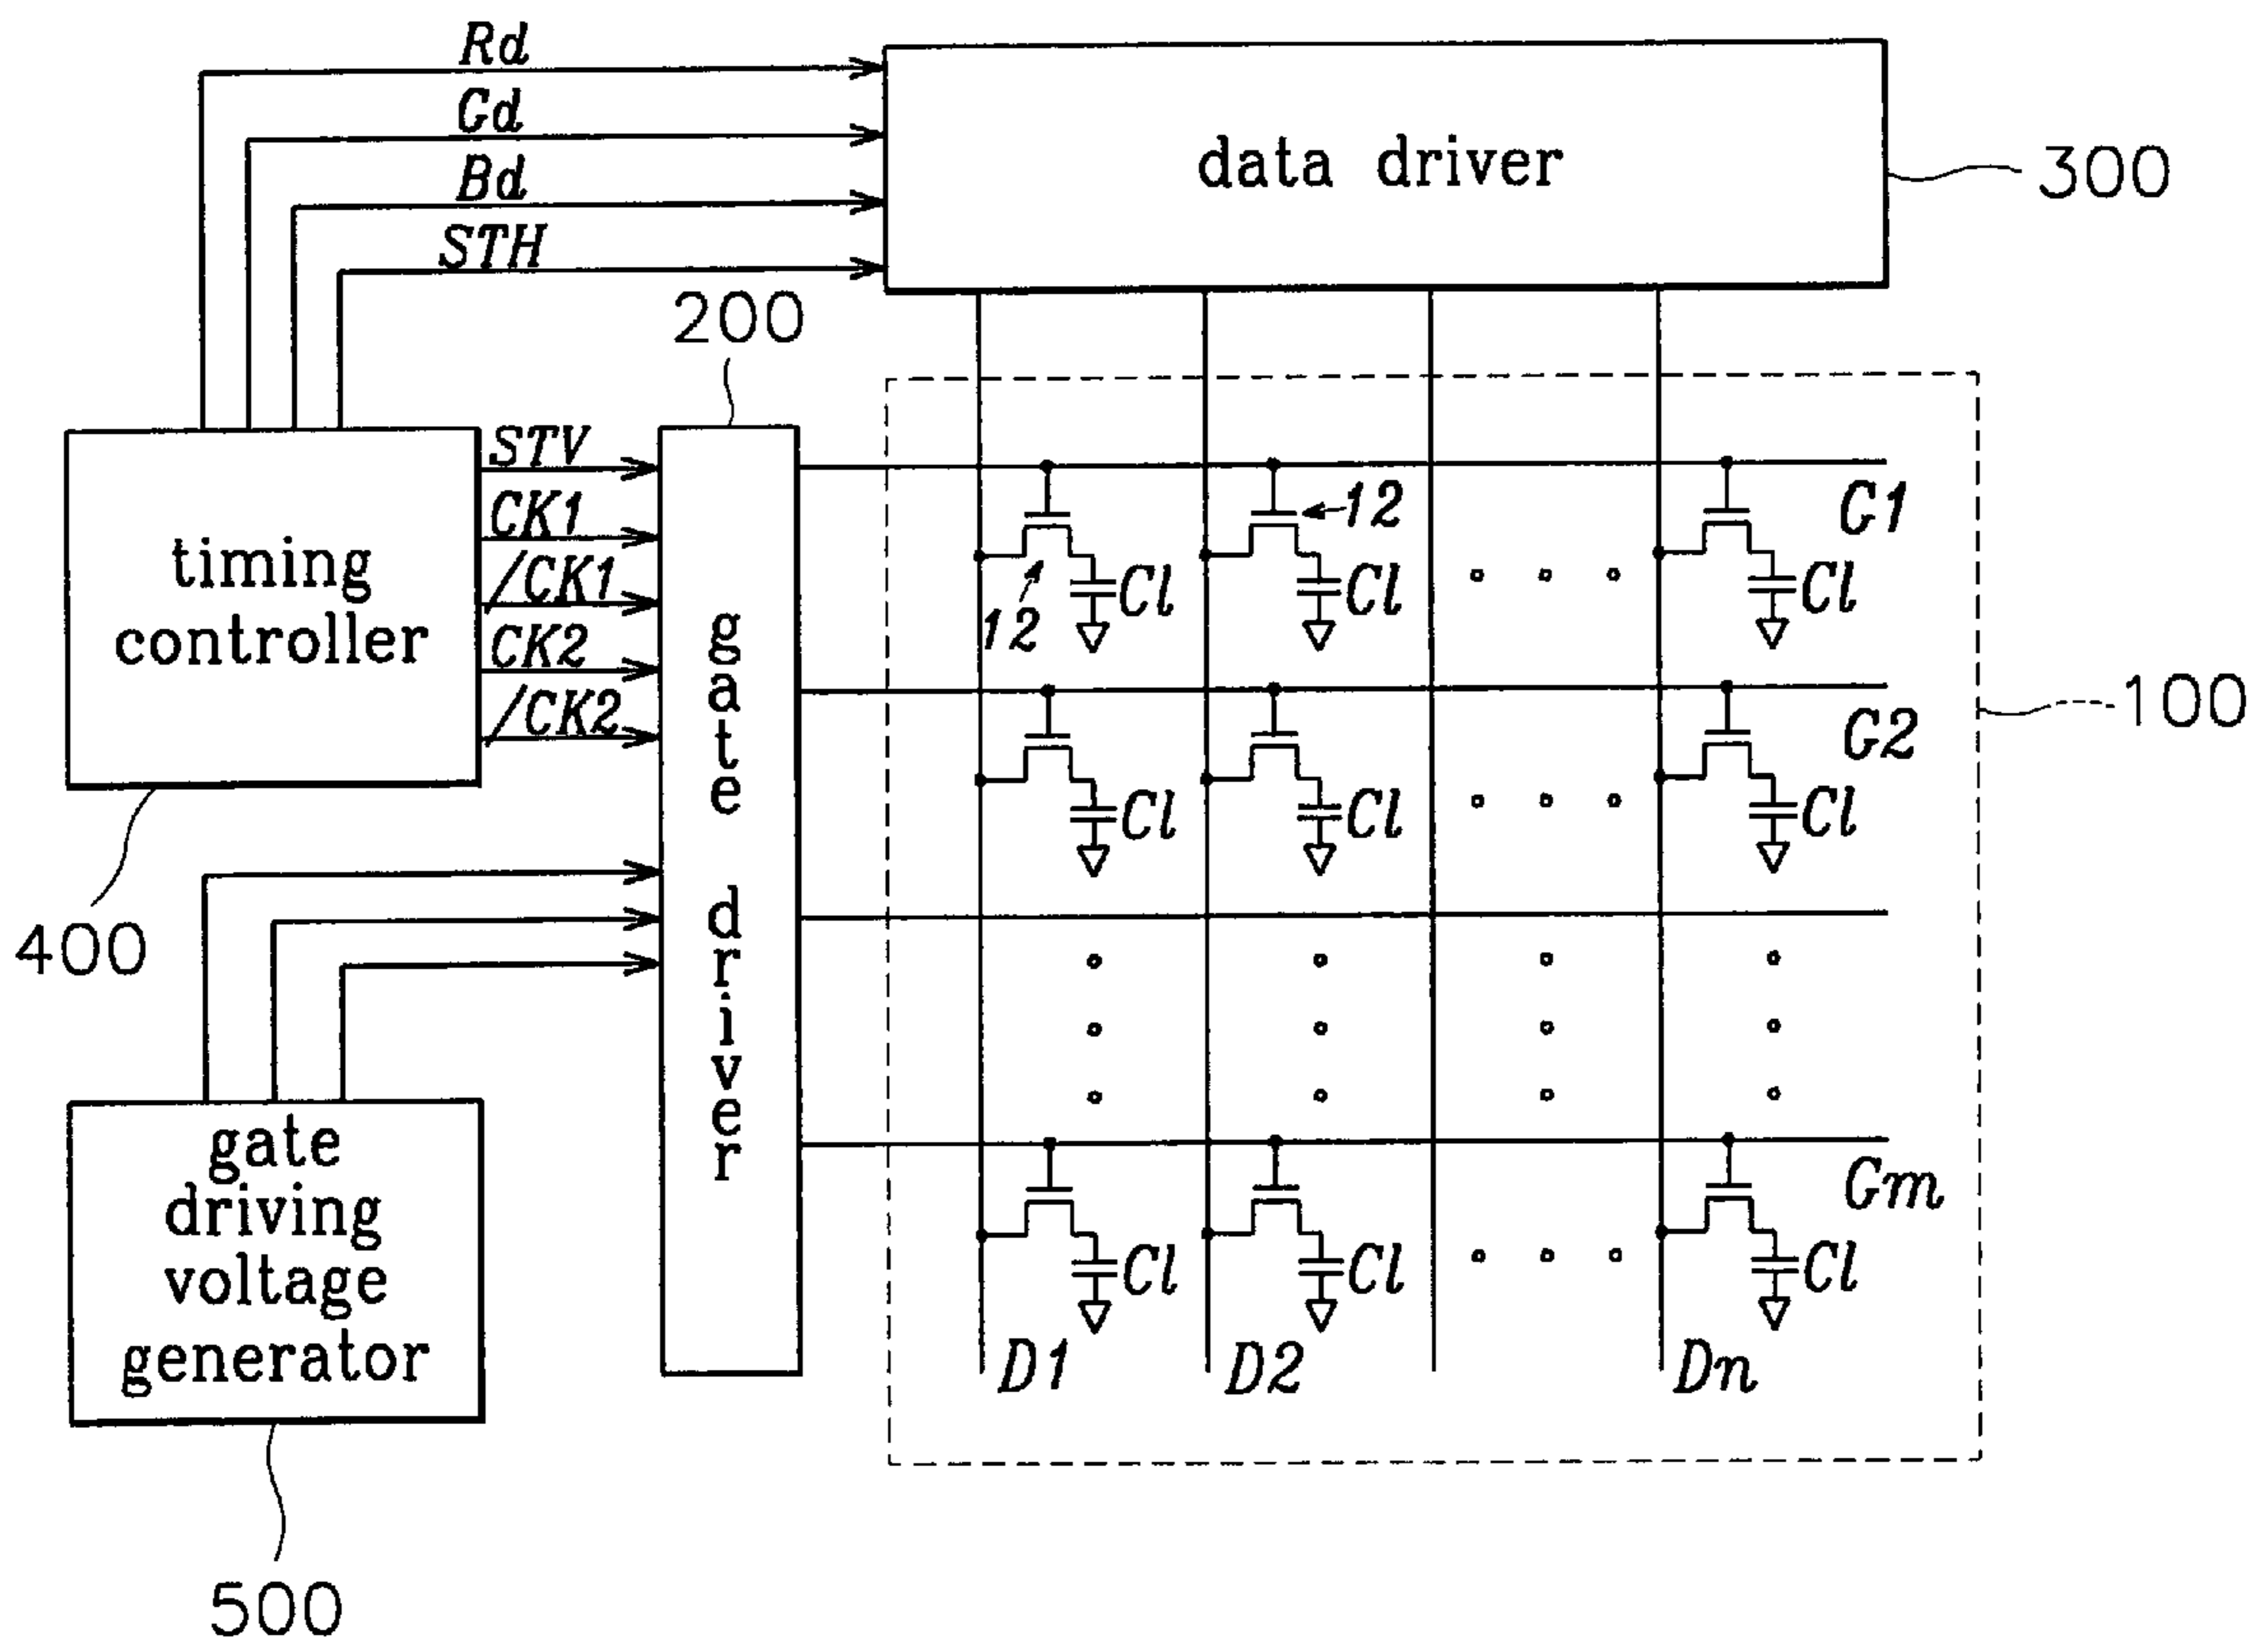 Rd
Gd
Bd
STH
data driver
300
200
timing
controller
400
STV
CK1
/CK1
CK2
/CK2
gate driver
gate
driving
voltage
generator
500
12
12
Cl
Cl
Cl
G1
Cl
Cl
Cl
G2
100
Cl
Cl
Cl
Gm
D1
D2
Dn